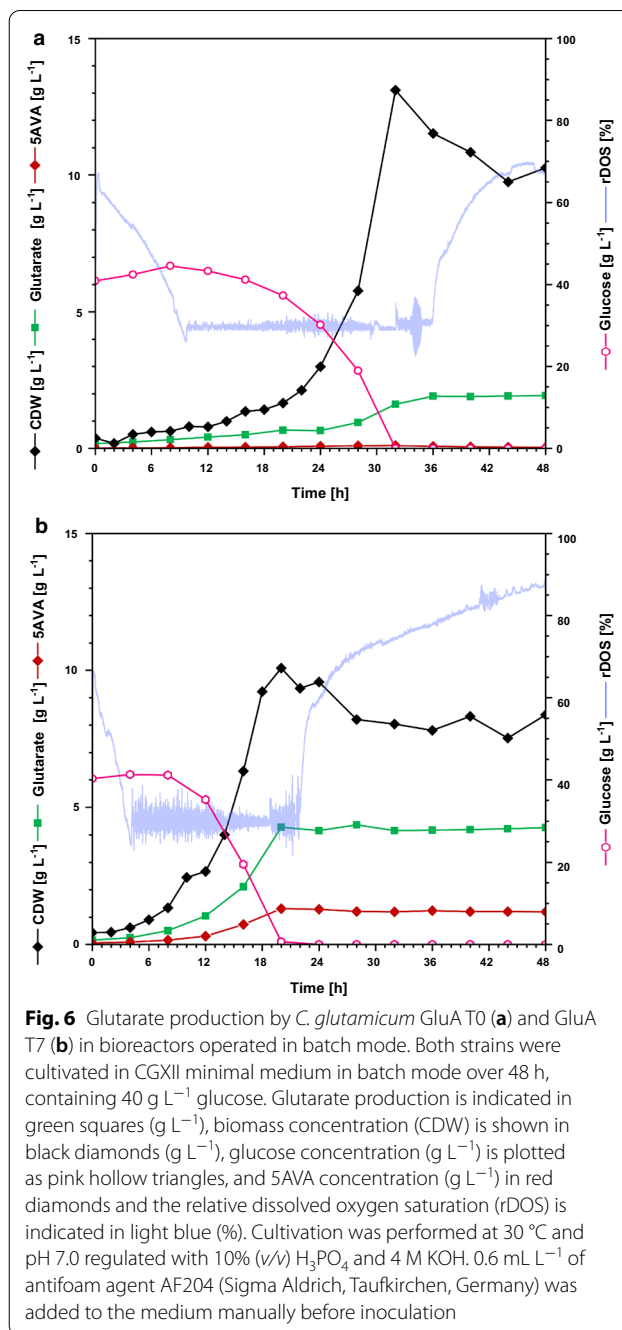 a
15
10
5
0
CDW [g L-1]
Glutarate [g L-1]
5AVA [g L-1]
100
80
60
40
20
0
Glucose [g L-1]
rDOS [%]
0 6 12 18 24 30 36 42 48
Time [h]
b
15
10
5
0
CDW [g L-1]
Glutarate [g L-1]
5AVA [g L-1]
100
80
60
40
20
0
Glucose [g L-1]
rDOS [%]
0 6 12 18 24 30 36 42 48
Time [h]
Fig. 6 Glutarate production by C. glutamicum GluA T0 (a) and GluA
T7 (b) in bioreactors operated in batch mode. Both strains were
cultivated in CGXII minimal medium in batch mode over 48 h,
containing 40 g L−1 glucose. Glutarate production is indicated in
green squares (g L−1), biomass concentration (CDW) is shown in
black diamonds (g L−1), glucose concentration (g L−1) is plotted
as pink hollow triangles, and 5AVA concentration (g L−1) in red
diamonds and the relative dissolved oxygen saturation (rDOS) is
indicated in light blue (%). Cultivation was performed at 30 °C and
pH 7.0 regulated with 10% (v/v) H3PO4 and 4 M KOH. 0.6 mL L−1 of
antifoam agent AF204 (Sigma Aldrich, Taufkirchen, Germany) was
added to the medium manually before inoculation